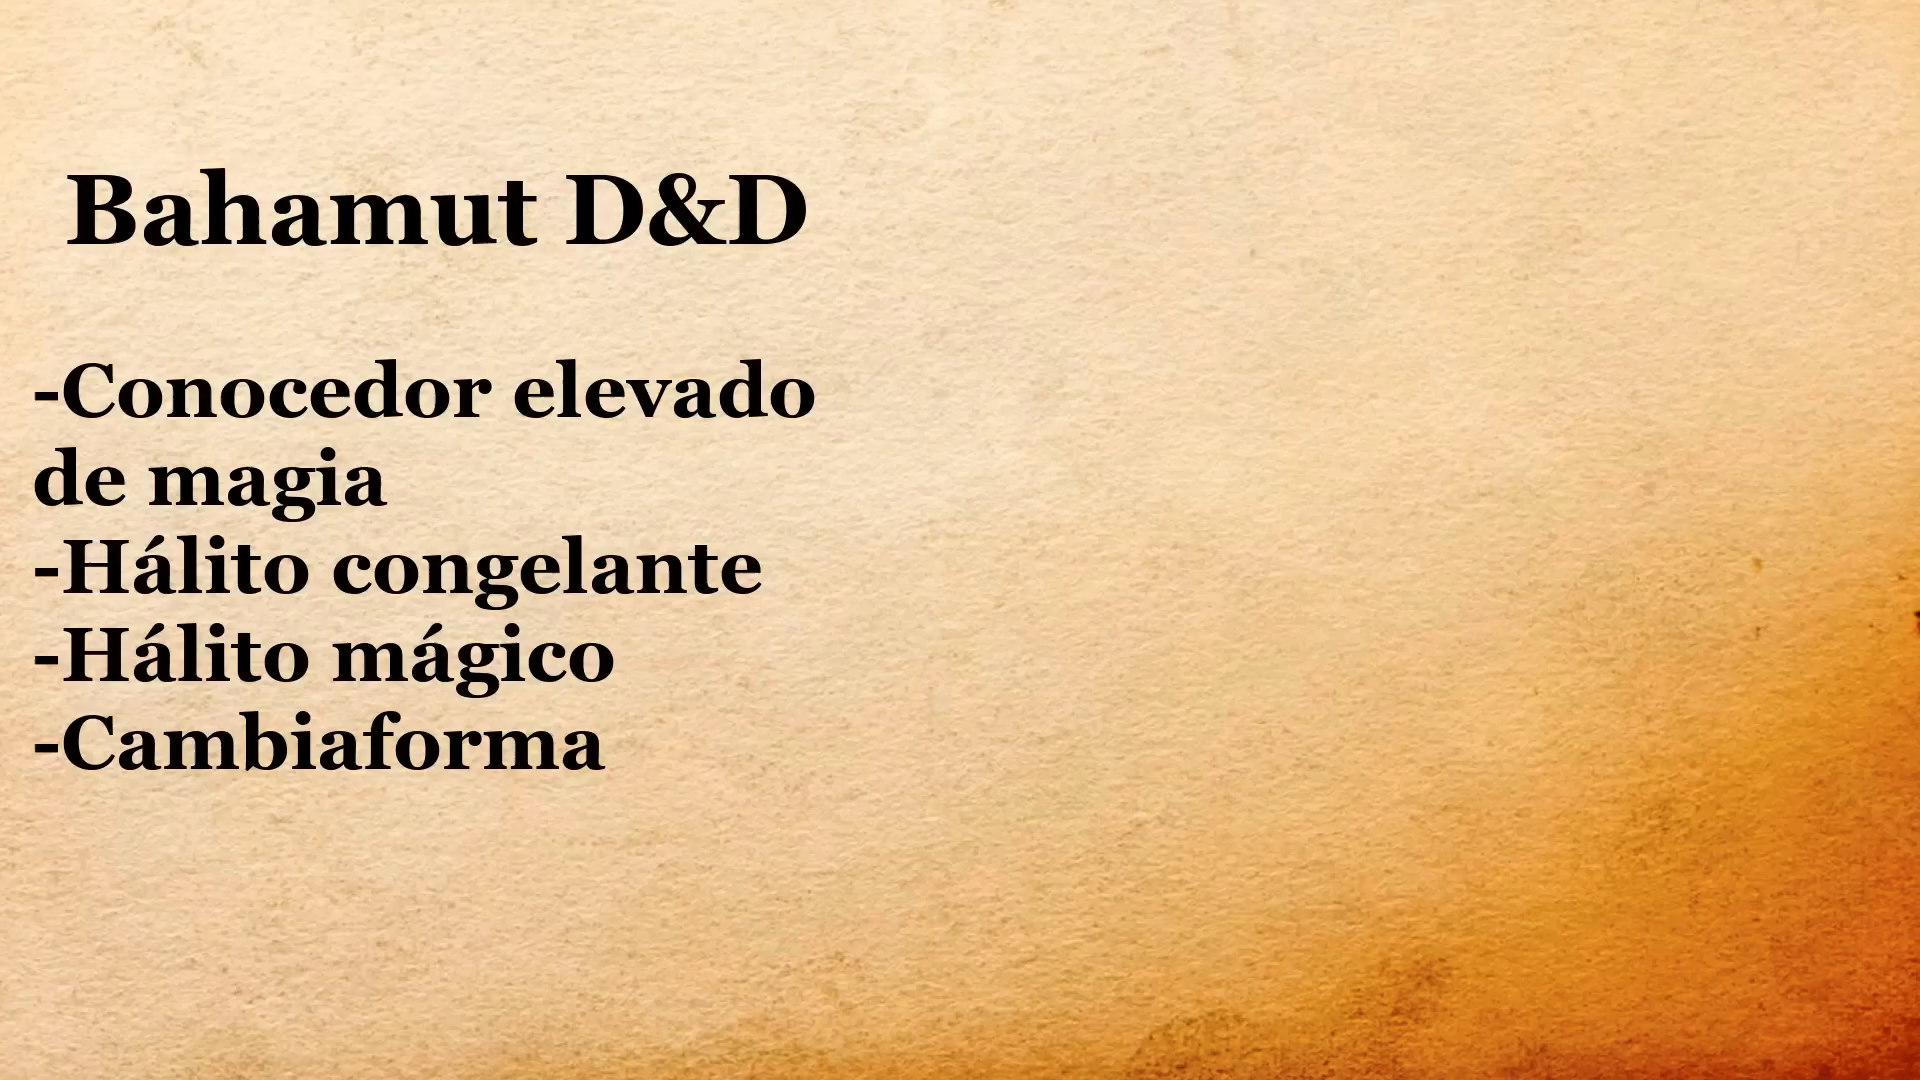 Bahamut D&D
-Conocedor elevado
de magia
-Hálito congelante
-Hálito mágico
-Cambiaforma